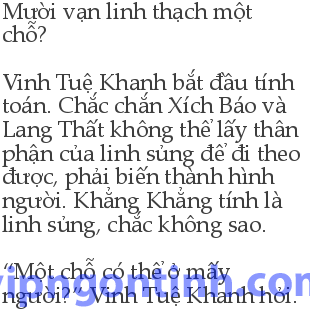 Mười vạn linh thạch một
chỗ?
Vinh Tuệ Khanh bắt đầu tính
toán. Chắc chắn Xích Báo và
Lang Thất không thể lấy thân
phận của linh sủng để đi theo
được, phải biến thành hình
người. Khẳng Khẳng tính là
linh sủng, chắc không sao.
“Một chỗ có thể ở mấy
người?” Vinh Tuệ Khanh hỏi.
vipngontinh.com